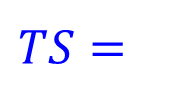 TS =